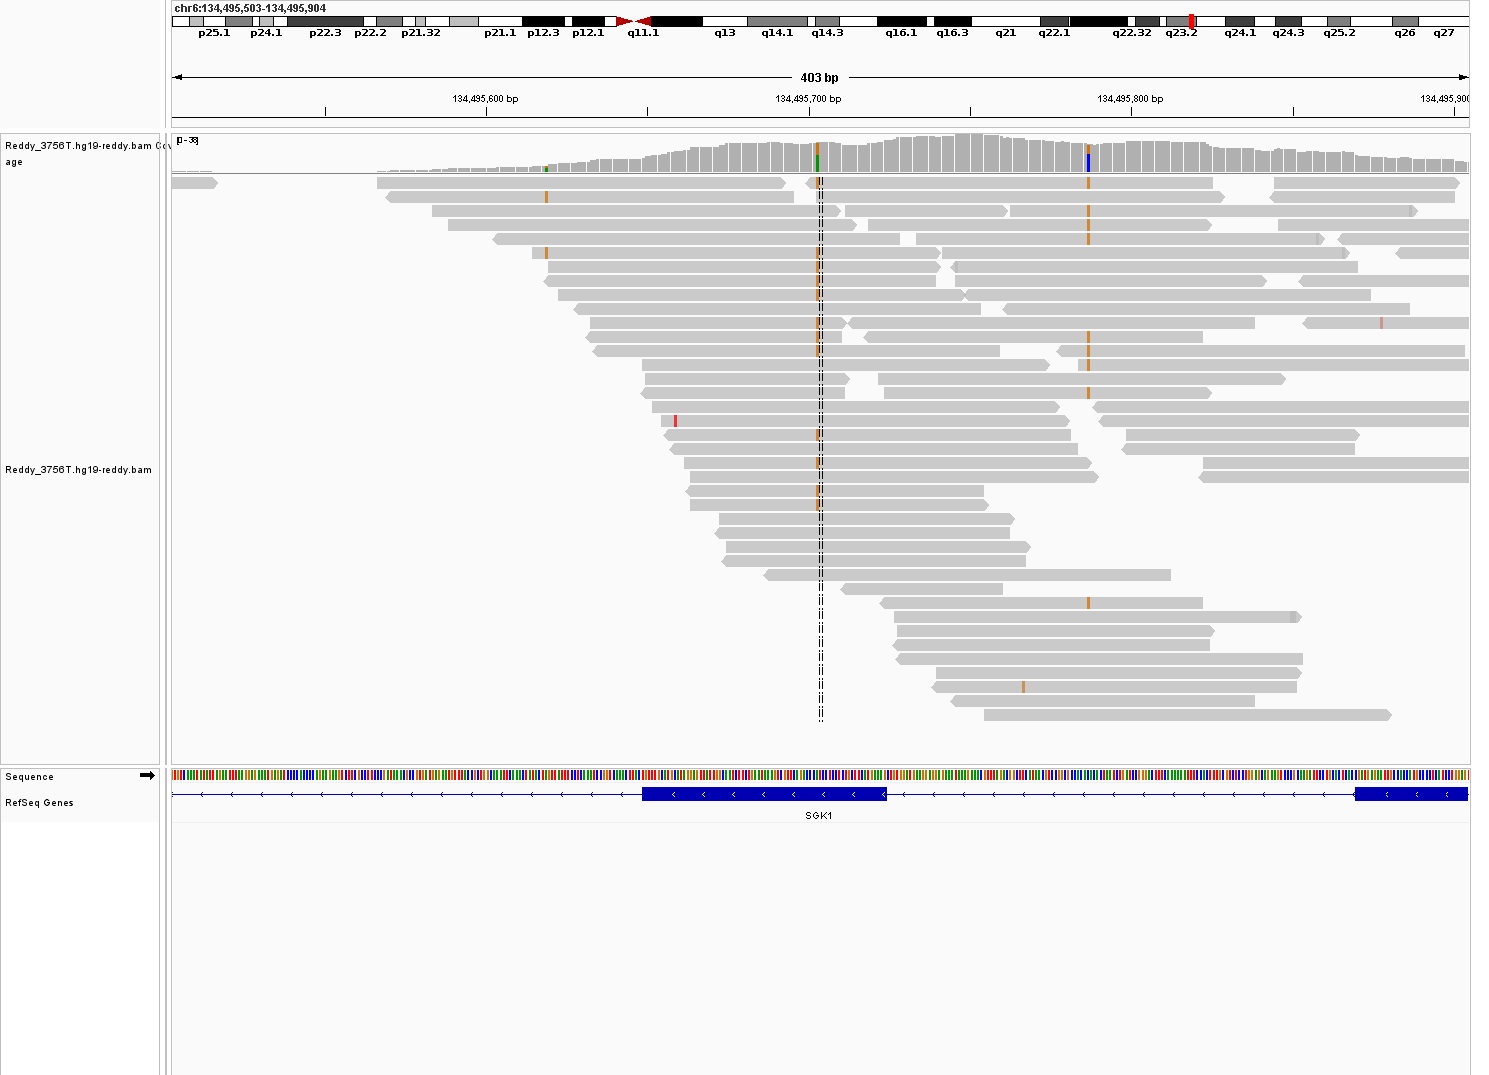 chr6:134,495,503-134,495,904
p25.1 p24.1 p22.3 p22.2 p21.32 p21.1 p12.3 p12.1 q11.1 q13 q14.1 q14.3 q16.1 q16.3 q21 q22.1 q22.32 q23.2 q24.1 q24.3 q25.2 q26 q27
403 bp
134,495,600 bp 134,495,700 bp 134,495,800 bp 134,495,900
Reddy_3756T.hg19-reddy.bam Cov
age
[0 - 38]
Reddy_3756T.hg19-reddy.bam
Sequence
RefSeq Genes
SGK1